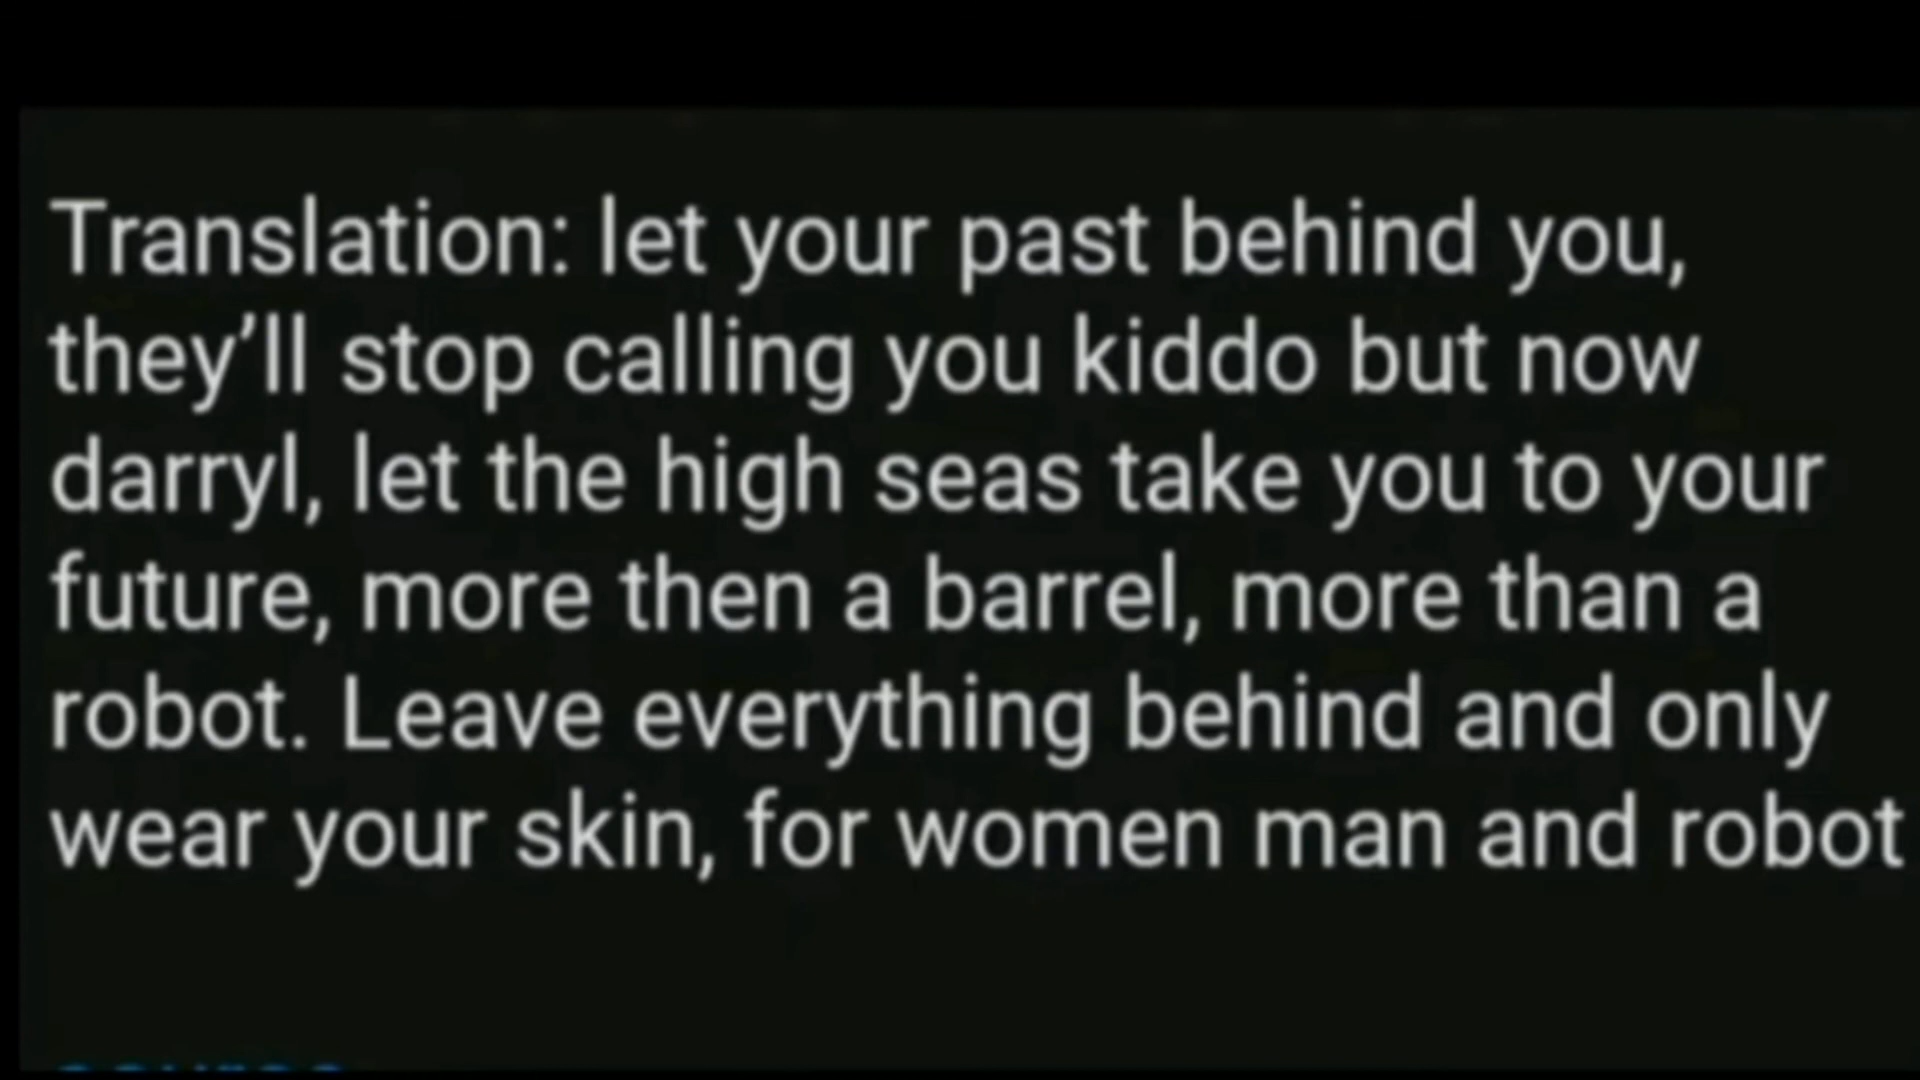 Translation: let your past behind you,
they’ll stop calling you kiddo but now
darryl, let the high seas take you to your
future, more then a barrel, more than a
robot. Leave everything behind and only
wear your skin, for women man and robot